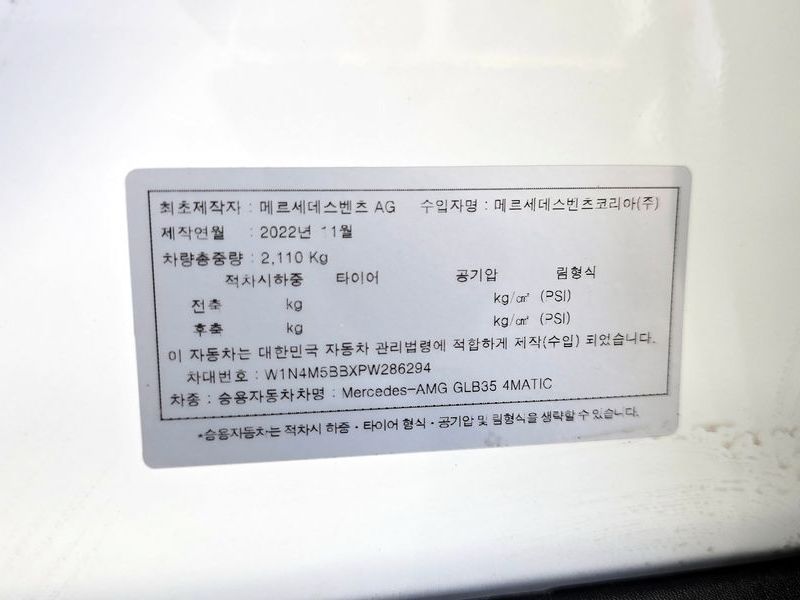 최초제작자 : 메르세데스벤츠 AG 수입자명 : 메르세데스벤츠코리아(주)
제작연월 : 2022년 11월
차량총중량 : 2,110 Kg
적차시하중 타이어 공기압 림형식
전축 kg kg/㎠ (PSI)
후축 kg kg/㎠ (PSI)
이 자동차는 대한민국 자동차 관리법령에 적합하게 제작(수입) 되었습니다.
차대번호 : W1N4M5BBXPW286294
차종 : 승용자동차차명 : Mercedes-AMG GLB35 4MATIC
*승용자동차는 적차시 하중·타이어 형식·공기압 및 림형식을 생략할 수 있습니다.